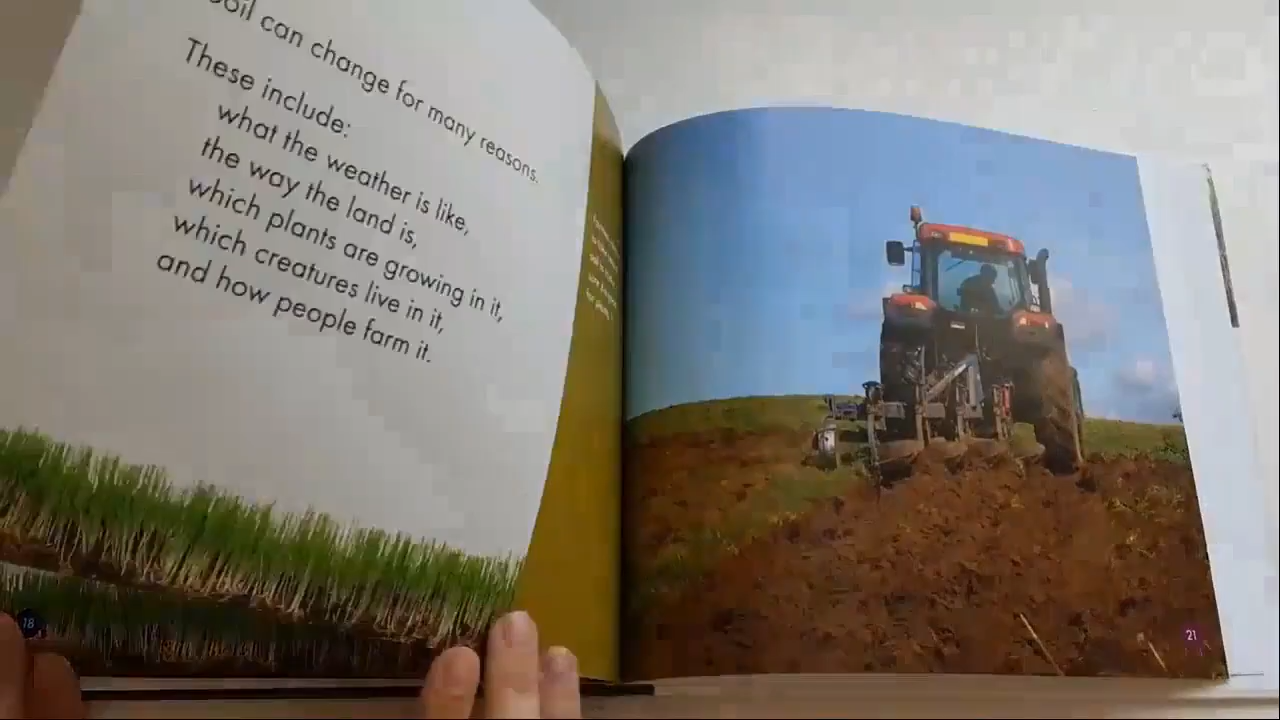 can change for many reasons.
These include:
what the weather is like,
the way the land is,
which plants are growing in it,
which creatures live in it,
and how people farm it.
18
21